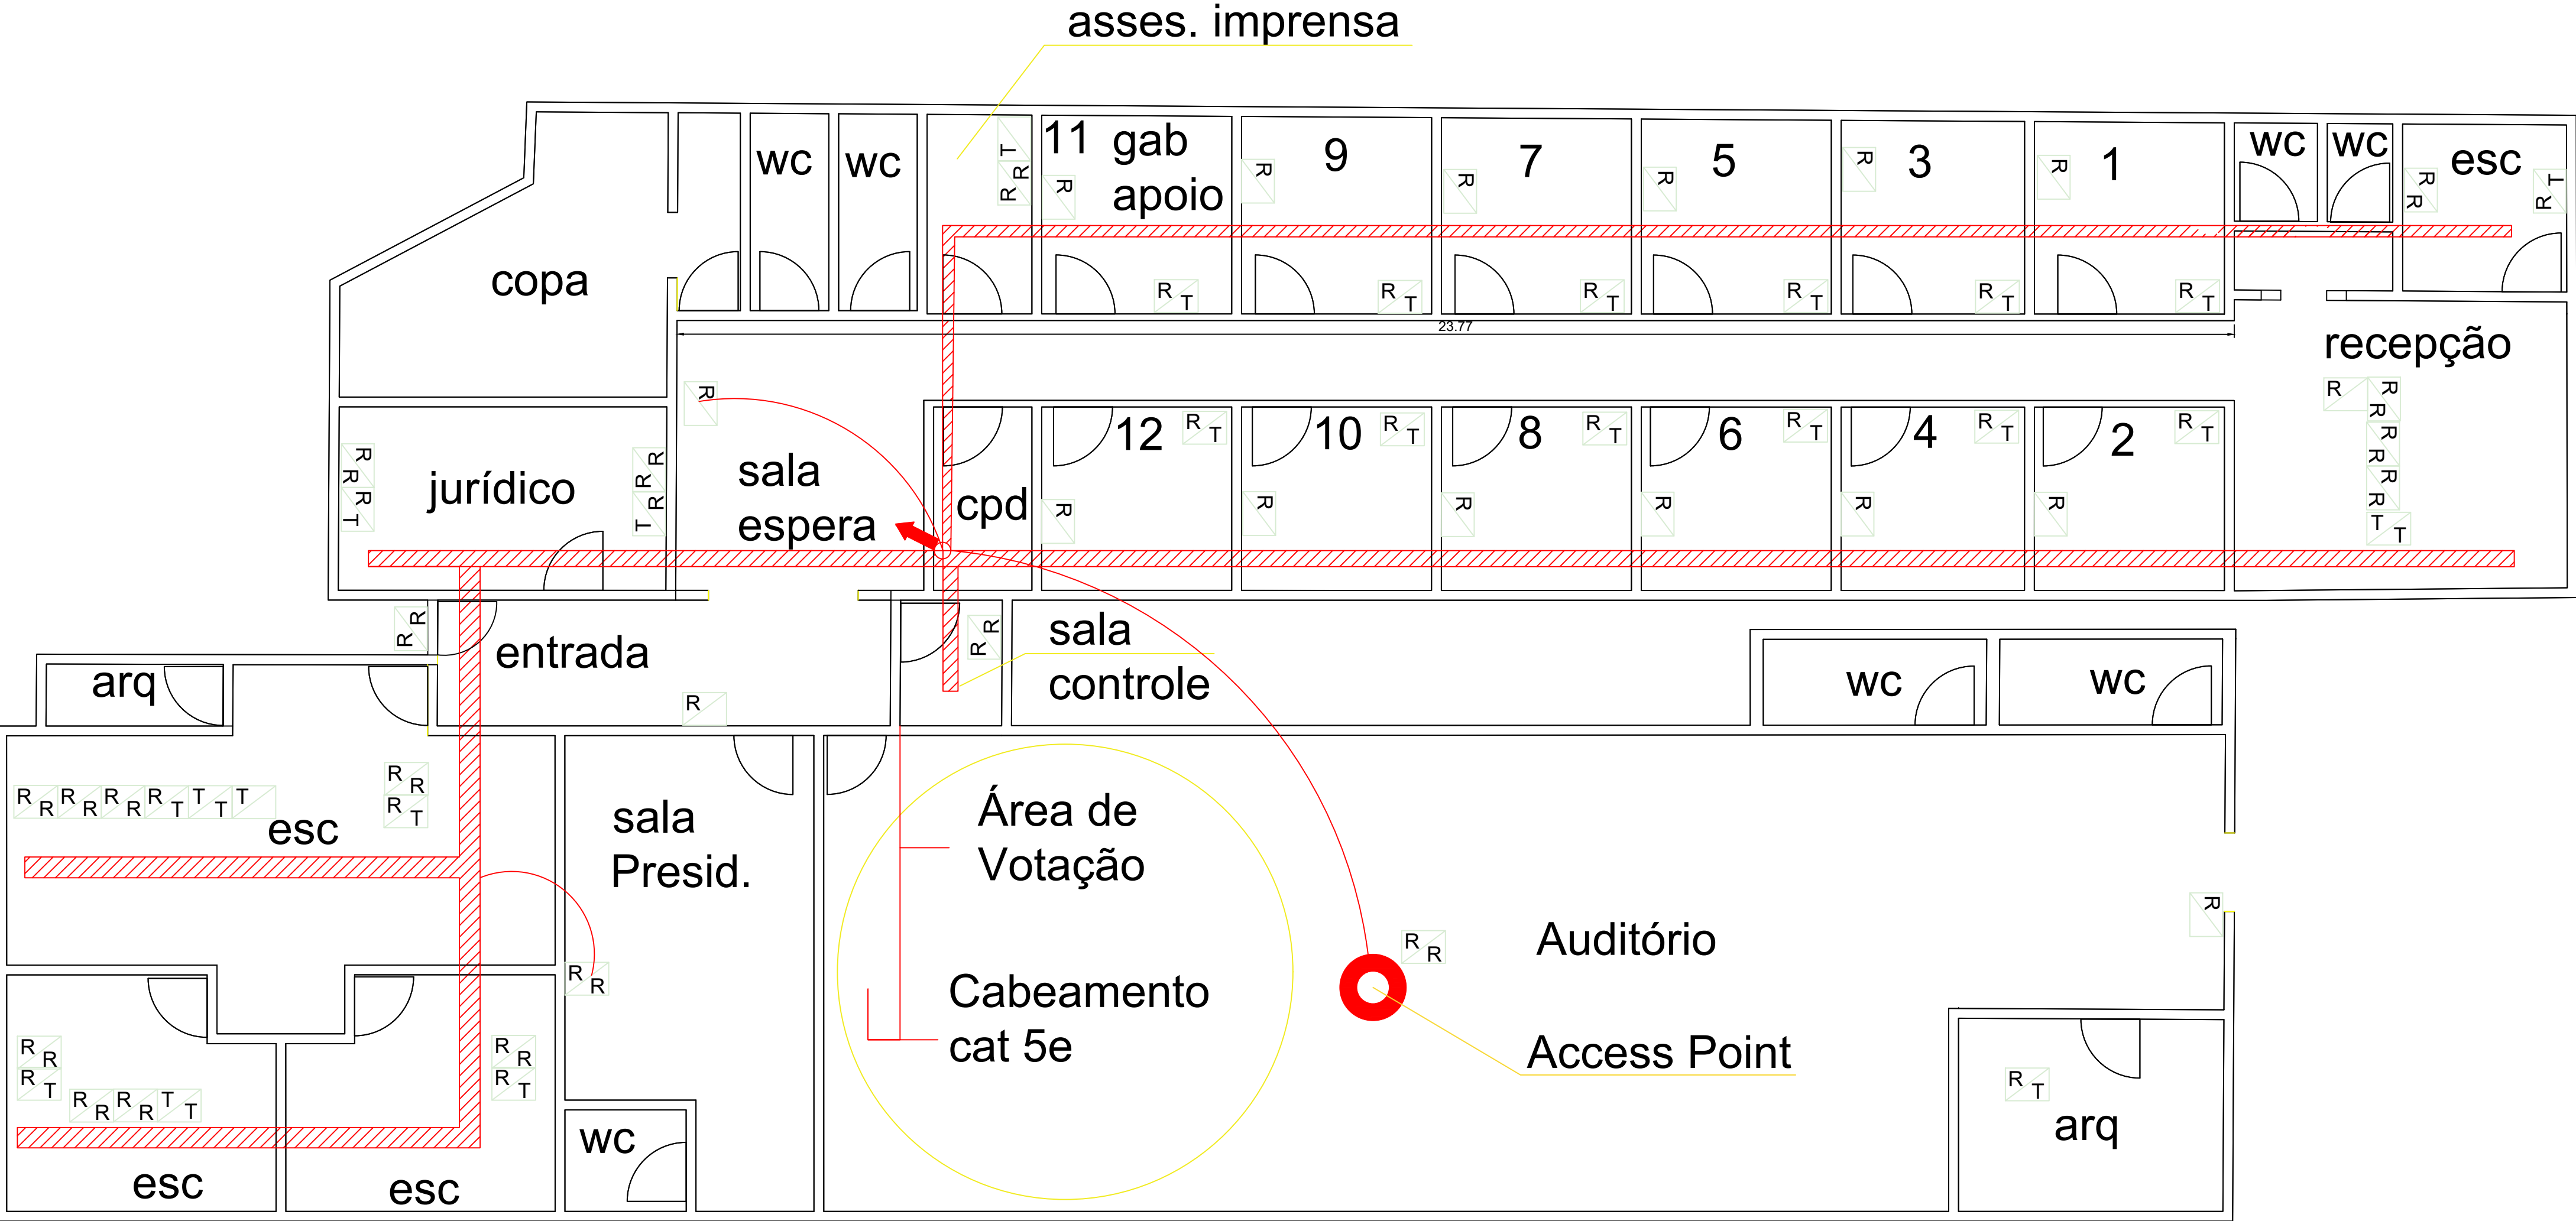 asses. imprensa
wc
wc
T
R
R
11
gab
apoio
R
9
R
7
R
5
R
3
R
1
R
wc
wc
esc
R
R
T
R
copa
R T
R T
R T
R T
R T
R T
23.77
recepção
R
R
R
R
R
R
R
T
T
R
jurídico
R
R
R
T
R
R
R
T
sala
espera
cpd
12
R T
R
10
R T
R
8
R T
R
6
R T
R
4
R T
R
2
R T
R
R
R
entrada
R
R
R
sala
controle
wc
wc
arq
R R R R R R R T T T
esc
R R
R T
sala
Presid.
R R
Área de
Votação
Cabeamento
cat 5e
R R
Auditório
R
Access Point
R R
R T
R R R R T T
esc
R R
R T
esc
wc
R T
arq